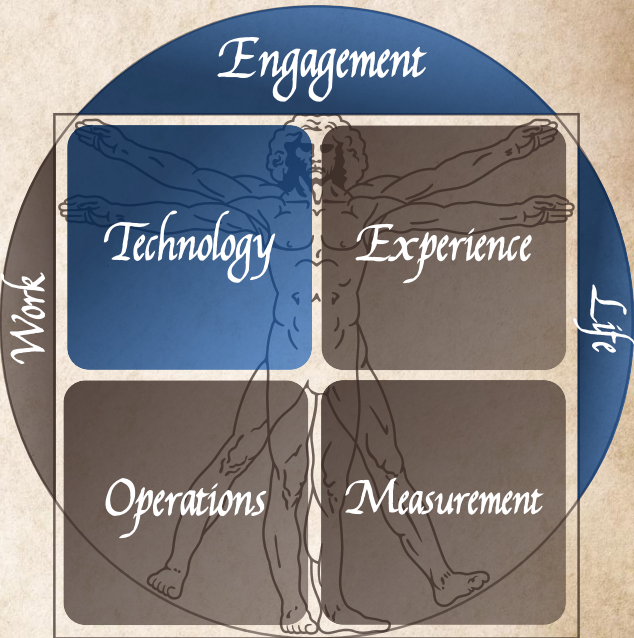 Engagement
Technology
Experience
Work
Life
Operations
Measurement